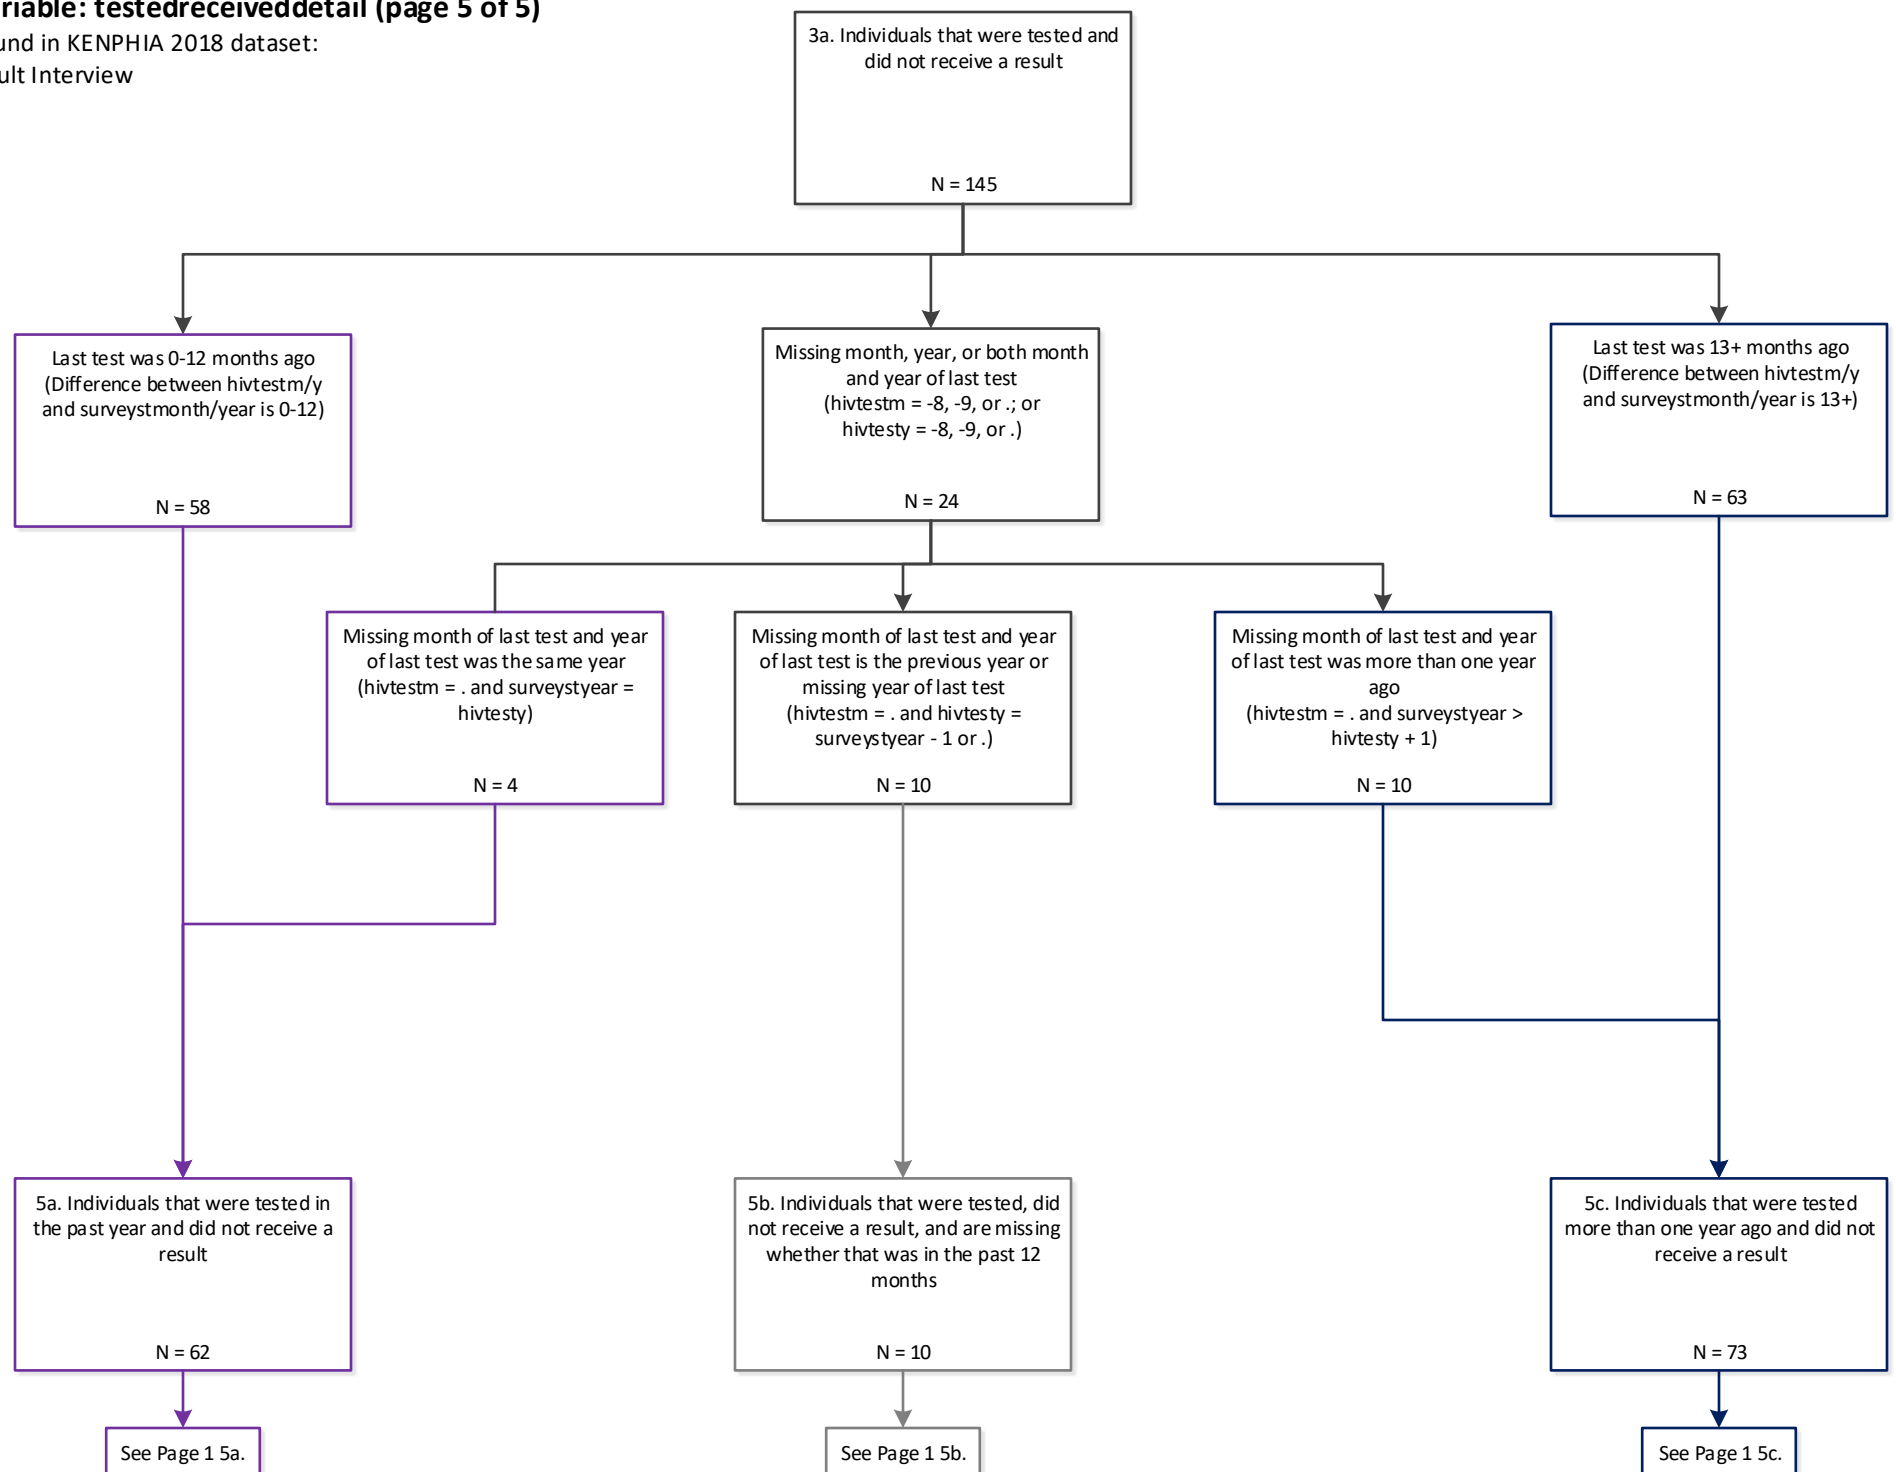 riable: testedreceiveddetail (page 5 of 5)
und in KENPHIA 2018 dataset:
ult Interview
3a. Individuals that were tested and
did not receive a result
N = 145
Last test was 0-12 months ago
(Difference between hivtestm/y
and surveystmonth/year is 0-12)
N = 58
Missing month, year, or both month
and year of last test
(hivtestm = -8, -9, or .; or
hivtesty = -8, -9, or .)
N = 24
Last test was 13+ months ago
(Difference between hivtestm/y
and surveystmonth/year is 13+)
N = 63
Missing month of last test and year
of last test was the same year
(hivtestm = . and surveystyear =
hivtesty)
N = 4
Missing month of last test and year
of last test is the previous year or
missing year of last test
(hivtestm = . and hivtesty =
surveystyear - 1 or .)
N = 10
Missing month of last test and year
of last test was more than one year
ago
(hivtestm = . and surveystyear >
hivtesty + 1)
N = 10
5a. Individuals that were tested in
the past year and did not receive a
result
N = 62
5b. Individuals that were tested, did
not receive a result, and are missing
whether that was in the past 12
months
N = 10
5c. Individuals that were tested
more than one year ago and did not
receive a result
N = 73
See Page 1 5a.
See Page 1 5b.
See Page 1 5c.